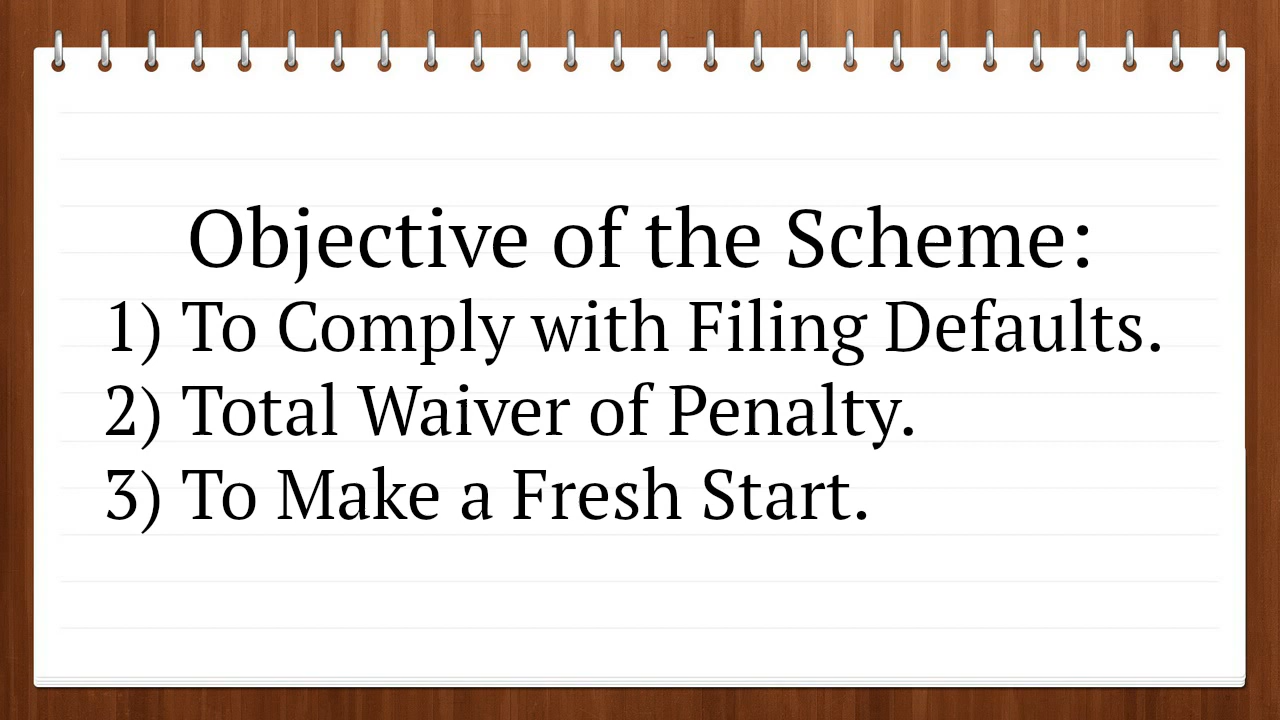 Objective of the Scheme:
1) To Comply with Filing Defaults.
2) Total Waiver of Penalty.
3) To Make a Fresh Start.